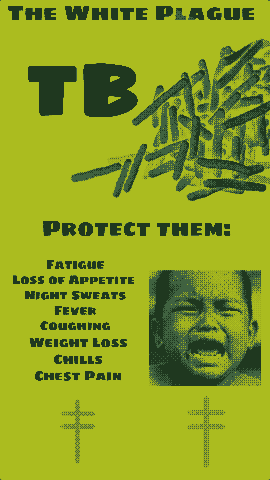 The White Plague
TB
Protect them:
Fatigue
Loss of Appetite
Night Sweats
Fever
Coughing
Weight Loss
Chills
Chest Pain